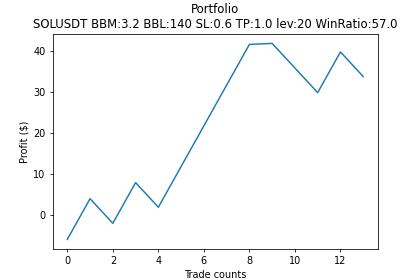 Portfolio
SOLUSDT BBM:3.2 BBL:140 SL:0.6 TP:1.0 lev:20 WinRatio:57.0
40
30
20
10
0
Profit ($)
0 2 4 6 8 10 12
Trade counts